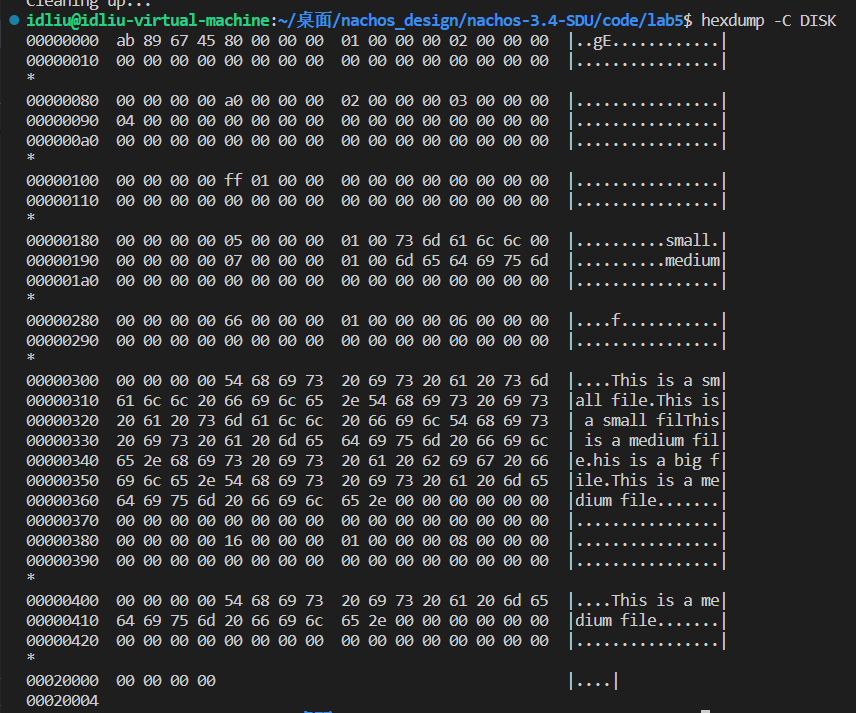 Cleaning up...
idliu@idliu-virtual-machine:~/桌面/nachos_design/nachos-3.4-SDU/code/lab5$ hexdump -C DISK
00000000  ab 89 67 45 80 00 00 00  01 00 00 00 02 00 00 00  |..gE............|
00000010  00 00 00 00 00 00 00 00  00 00 00 00 00 00 00 00  |................|
*
00000080  00 00 00 00 a0 00 00 00  02 00 00 00 03 00 00 00  |................|
00000090  04 00 00 00 00 00 00 00  00 00 00 00 00 00 00 00  |................|
000000a0  00 00 00 00 00 00 00 00  00 00 00 00 00 00 00 00  |................|
*
00000100  00 00 00 00 ff 01 00 00  00 00 00 00 00 00 00 00  |................|
00000110  00 00 00 00 00 00 00 00  00 00 00 00 00 00 00 00  |................|
*
00000180  00 00 00 00 05 00 00 00  01 00 73 6d 61 6c 6c 00  |..........small.|
00000190  00 00 00 00 07 00 00 00  01 00 6d 65 64 69 75 6d  |..........medium|
000001a0  00 00 00 00 00 00 00 00  00 00 00 00 00 00 00 00  |................|
*
00000280  00 00 00 00 66 00 00 00  01 00 00 00 06 00 00 00  |....f...........|
00000290  00 00 00 00 00 00 00 00  00 00 00 00 00 00 00 00  |................|
*
00000300  00 00 00 00 54 68 69 73  20 69 73 20 61 20 73 6d  |....This is a sm|
00000310  61 6c 6c 20 66 69 6c 65  2e 54 68 69 73 20 69 73  |all file.This is|
00000320  20 61 20 73 6d 61 6c 6c  20 66 69 6c 54 68 69 73  | a small filThis|
00000330  20 69 73 20 61 20 6d 65  64 69 75 6d 20 66 69 6c  | is a medium fil|
00000340  65 2e 68 69 73 20 69 73  20 61 20 62 69 67 20 66  |e.his is a big f|
00000350  69 6c 65 2e 54 68 69 73  20 69 73 20 61 20 6d 65  |ile.This is a me|
00000360  64 69 75 6d 20 66 69 6c  65 2e 00 00 00 00 00 00  |dium file.......|
00000370  00 00 00 00 00 00 00 00  00 00 00 00 00 00 00 00  |................|
00000380  00 00 00 00 16 00 00 00  01 00 00 00 08 00 00 00  |................|
00000390  00 00 00 00 00 00 00 00  00 00 00 00 00 00 00 00  |................|
*
00000400  00 00 00 00 54 68 69 73  20 69 73 20 61 20 6d 65  |....This is a me|
00000410  64 69 75 6d 20 66 69 6c  65 2e 00 00 00 00 00 00  |dium file.......|
00000420  00 00 00 00 00 00 00 00  00 00 00 00 00 00 00 00  |................|
*
00020000  00 00 00 00  |....|
00020004